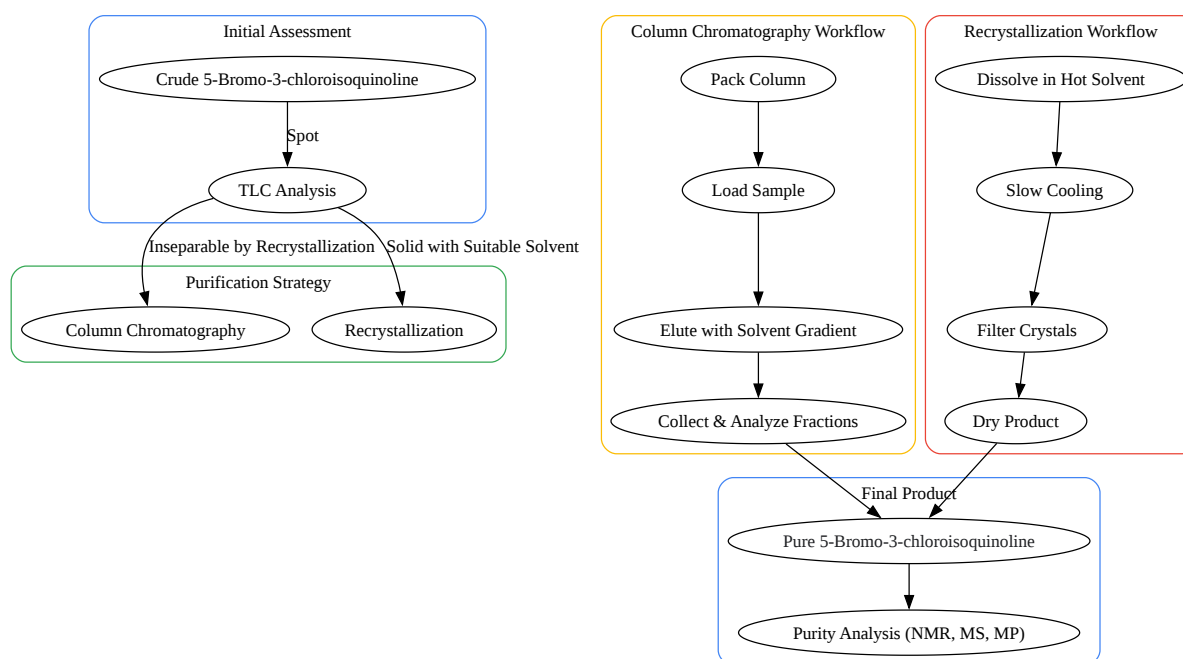 Initial Assessment
Crude 5-Bromo-3-chloroisoquinoline
Spot
TLC Analysis
Inseparable by Recrystallization
Solid with Suitable Solvent
Purification Strategy
Column Chromatography
Recrystallization
Column Chromatography Workflow
Pack Column
Load Sample
Elute with Solvent Gradient
Collect & Analyze Fractions
Recrystallization Workflow
Dissolve in Hot Solvent
Slow Cooling
Filter Crystals
Dry Product
Final Product
Pure 5-Bromo-3-chloroisoquinoline
Purity Analysis (NMR, MS, MP)